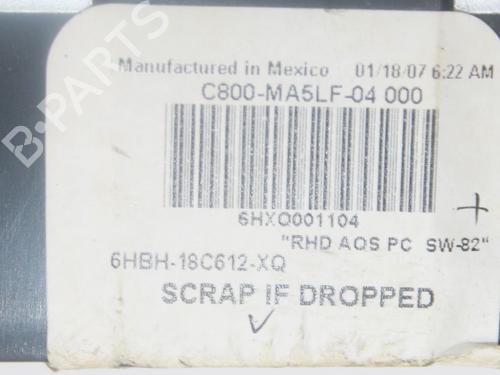 Manufactured in Mexico 01/18/07 6:22 AM
C800-MA5LF-04 000
6HXQ001104
"RHD AQS PC SW-82"
6HBH-18C612-XQ
SCRAP IF DROPPED
B-PARTS